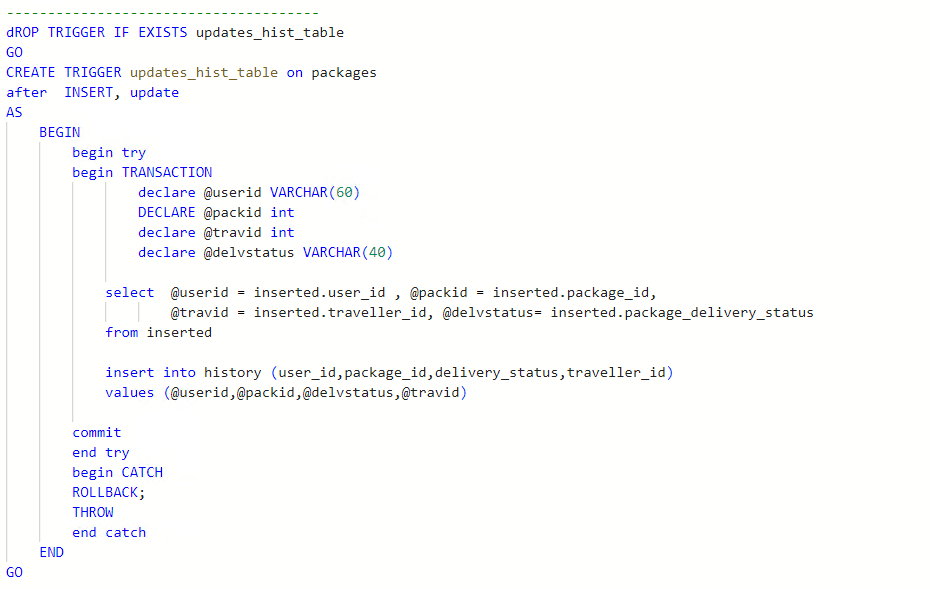 --------------------------------------
dROP TRIGGER IF EXISTS updates_hist_table
GO
CREATE TRIGGER updates_hist_table on packages
after  INSERT, update
AS
BEGIN
begin try
begin TRANSACTION
declare @userid VARCHAR(60)
DECLARE @packid int
declare @travid int
declare @delvstatus VARCHAR(40)
select  @userid = inserted.user_id , @packid = inserted.package_id,
@travid = inserted.traveller_id, @delvstatus= inserted.package_delivery_status
from inserted
insert into history (user_id,package_id,delivery_status,traveller_id)
values (@userid,@packid,@delvstatus,@travid)
commit
end try
begin CATCH
ROLLBACK;
THROW
end catch
END
GO